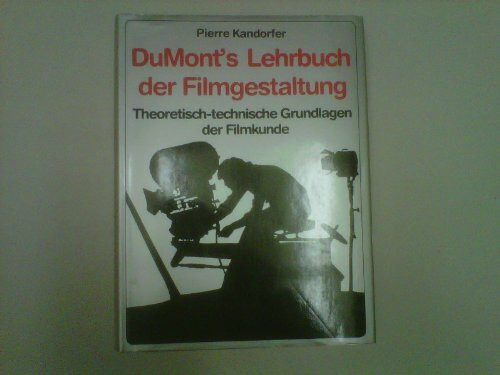 Pierre Kandorfer
DuMont's Lehrbuch
der Filmgestaltung
Theoretisch-technische Grundlagen
der Filmkunde